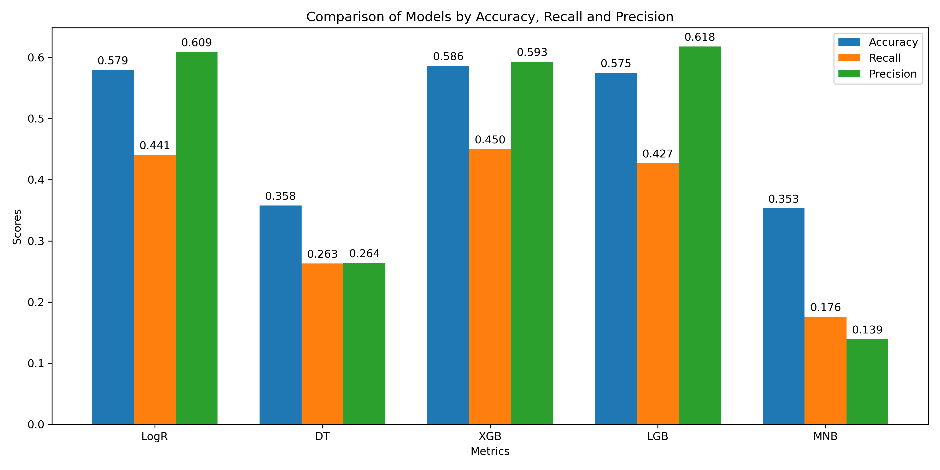 Comparison of Models by Accuracy, Recall and Precision
Accuracy
Recall
Precision
Scores
0.6
0.5
0.4
0.3
0.2
0.1
0.0
0.579
0.441
0.609
0.358
0.263
0.264
0.586
0.450
0.593
0.575
0.427
0.618
0.353
0.176
0.139
LogR
DT
XGB
LGB
MNB
Metrics